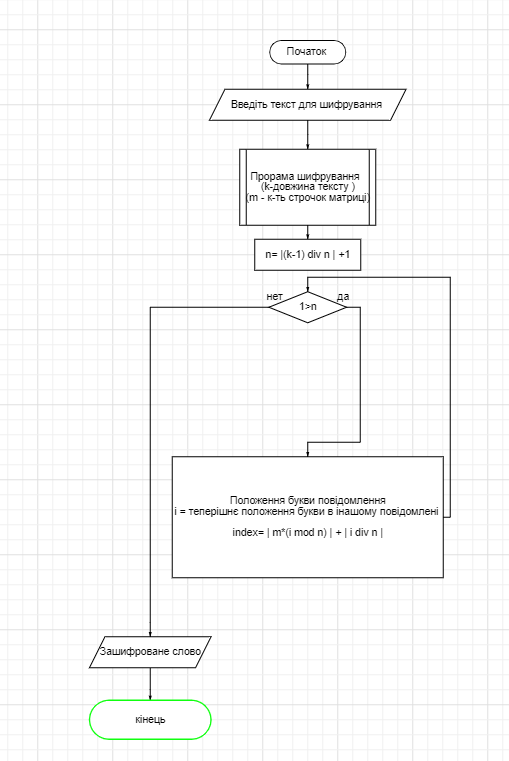 Початок
Введіть текст для шифрування
Прорама шифрування
(k-довжина тексту )
(m - к-ть строчок матриці)
n= |(k-1) div n | +1
нет
да
1>n
Положення букви повідомлення
i = теперішнє положення букви в інашому повідомлені
index= | m*(i mod n) | + | i div n |
Зашифроване слово
кінець